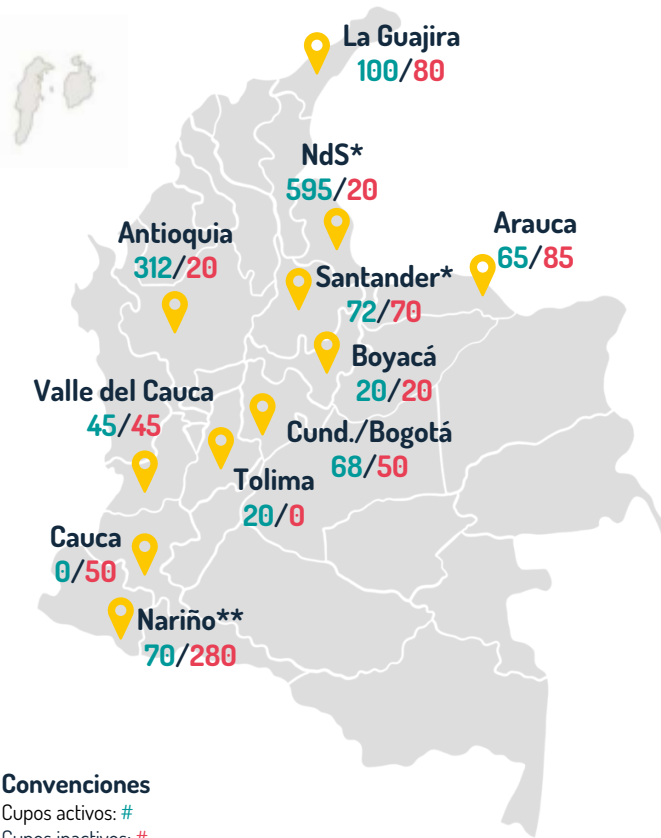 La Guajira
100/80
NdS*
595/20
Arauca
65/85
Antioquia
312/20
Santander*
72/70
Boyacá
20/20
Valle del Cauca
45/45
Cund./Bogotá
68/50
Tolima
20/0
Cauca
0/50
Nariño**
70/280
Convenciones
Cupos activos: #
Cupos inactivos: #